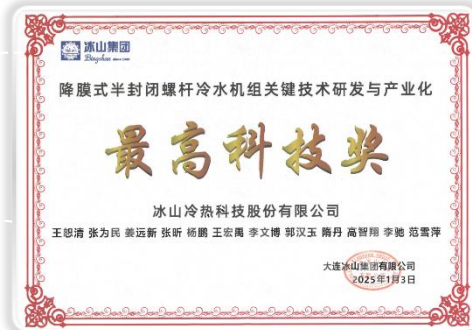 冰山集团
Bingshan
降膜式半封闭螺杆冷水机组关键技术研发与产业化
最高科技奖
冰山冷热科技股份有限公司
张为民 姜远新 张昕 杨鹏 王宏禹 李文博 郭汉玉 隋丹 高智翔 李驰 范雪萍
大连冰山集团有限公司
2025年1月3日